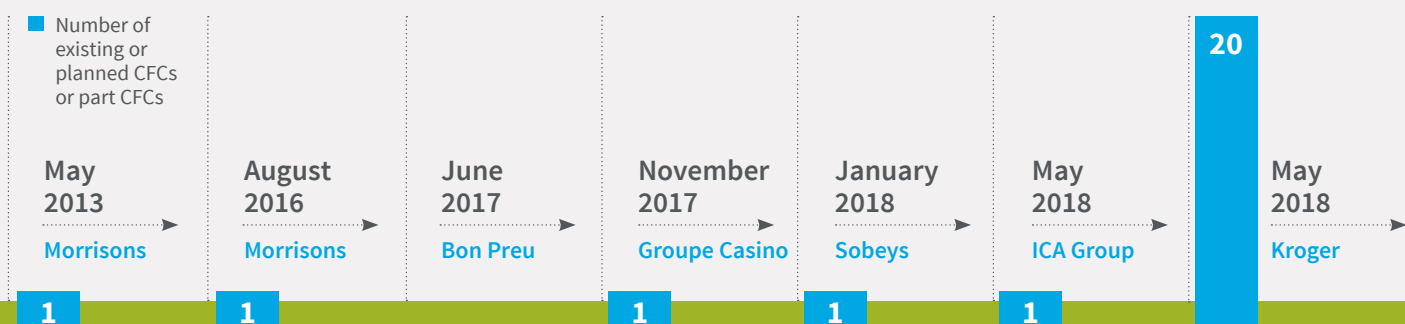 Number of
existing or
planned CFCs
or part CFCs
May
2013
Morrisons
1
August
2016
Morrisons
1
June
2017
Bon Preu
November
2017
Groupe Casino
1
January
2018
Sobeys
1
May
2018
ICA Group
1
20
May
2018
Kroger